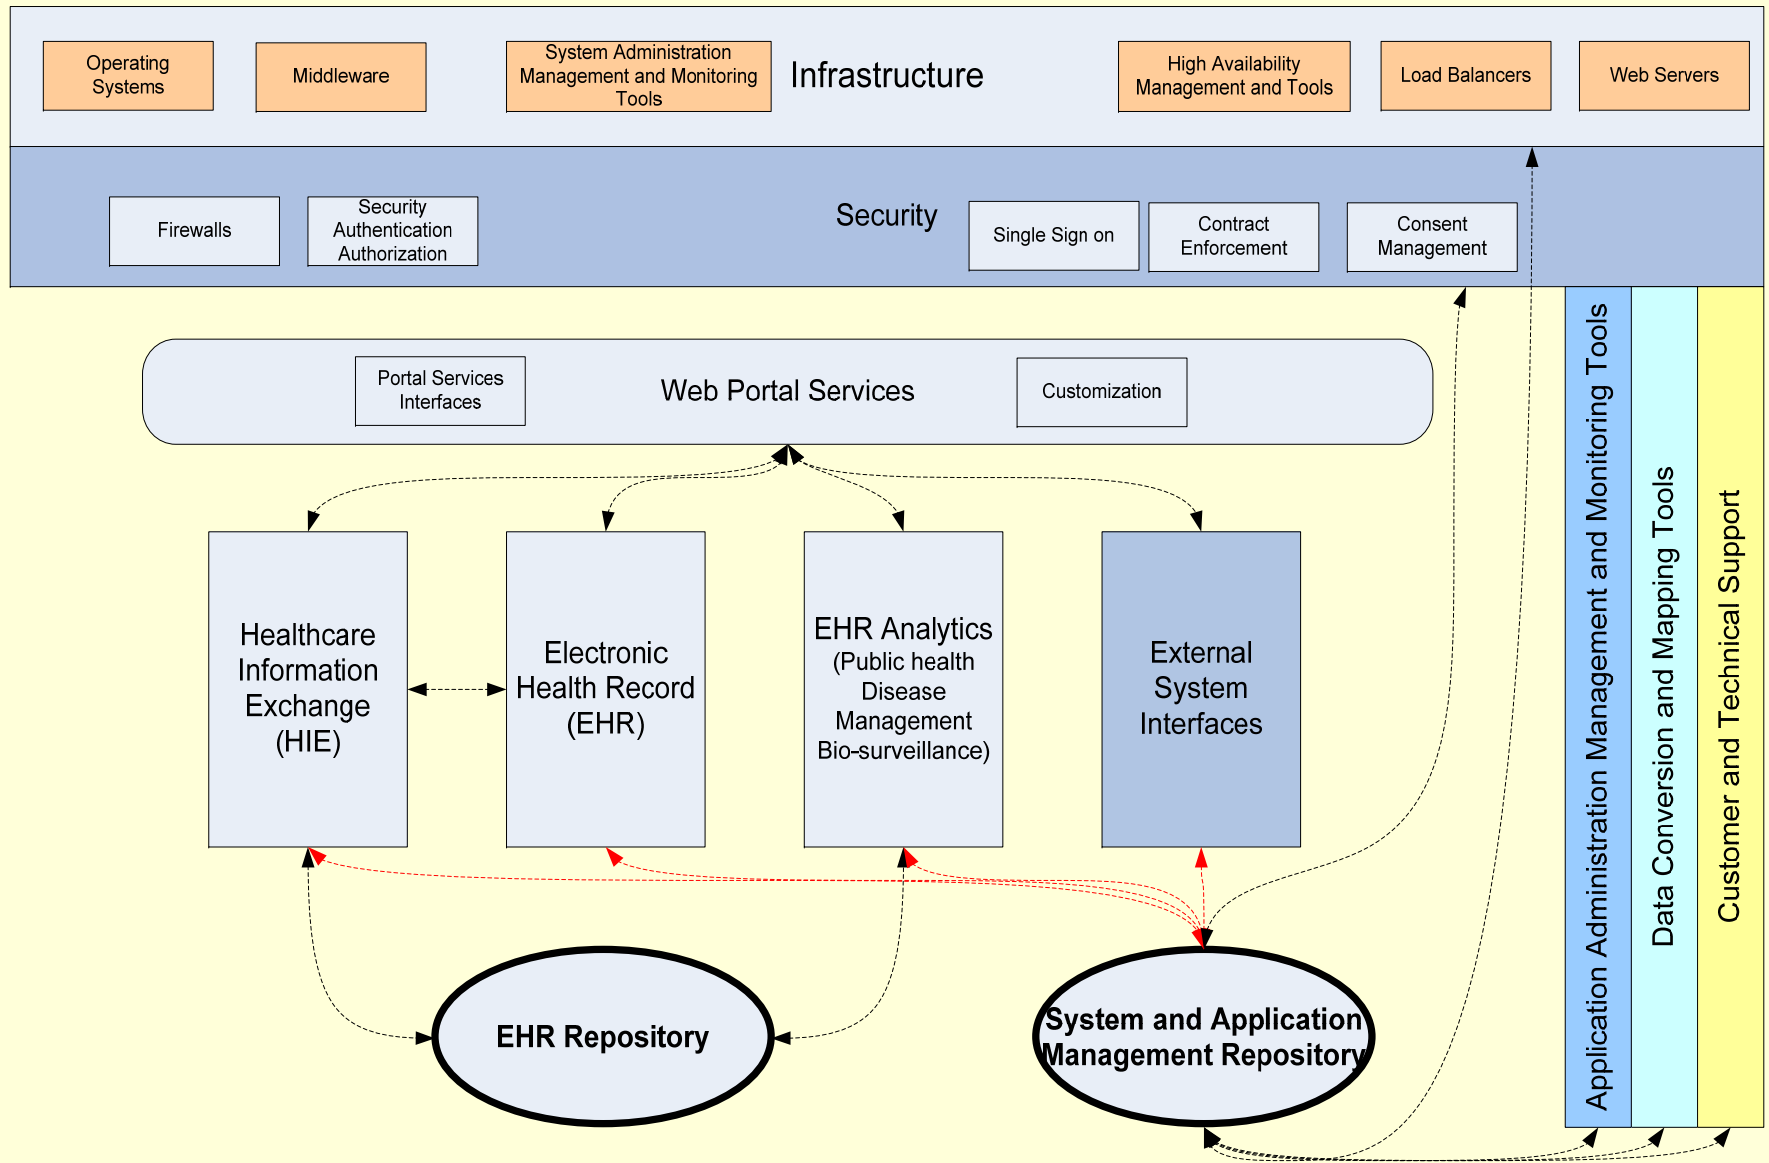 Operating
Systems
Middleware
System Administration
Management and Monitoring
Tools
Infrastructure
High Availability
Management and Tools
Load Balancers
Web Servers
Firewalls
Security
Authentication
Authorization
Security
Single Sign on
Contract
Enforcement
Consent
Management
Portal Services
Interfaces
Web Portal Services
Customization
Healthcare
Information
Exchange
(HIE)
Electronic
Health Record
(EHR)
EHR Analytics
(Public health
Disease
Management
Bio-surveillance)
External
System
Interfaces
EHR Repository
System and Application
Management Repository
Application Administration Management and Monitoring Tools
Data Conversion and Mapping Tools
Customer and Technical Support